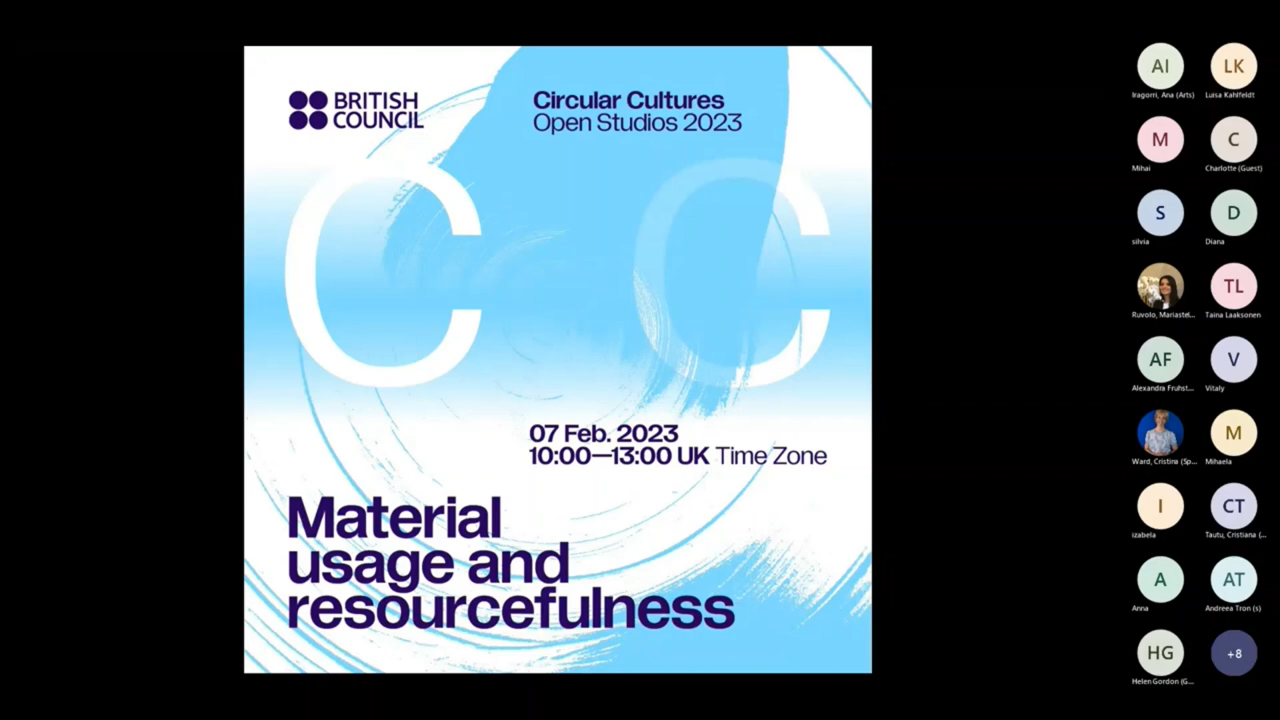 BRITISH
COUNCIL
Circular Cultures
Open Studios 2023
C C
07 Feb. 2023
10:00—13:00 UK Time Zone
Material
usage and
resourcefulness
AI LK
Iragorri, Ana (Arts) Luisa Kahlfeldt
M C
Mihai Charlotte (Guest)
S D
silvia Diana
TL
Ruvolo, Mariastel... Taina Laaksonen
AF V
Alexandra Fruhst... Vitaly
M
Ward, Cristina (Sp... Mihaela
I CT
izabela Tautu, Cristiana (...
A AT
Anna Andreea Tron (s)
HG +8
Helen Gordon (G...